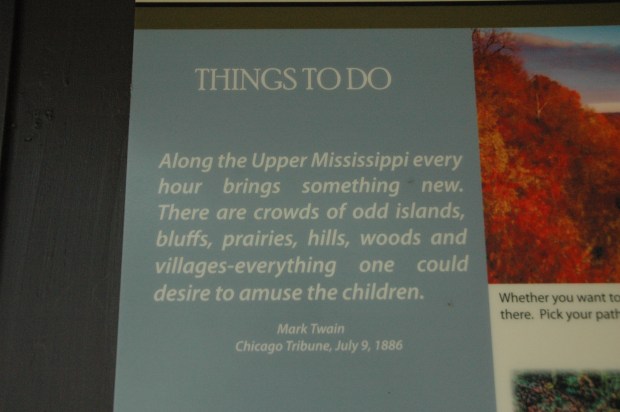 THINGS TO DO
Along the Upper Mississippi every
hour brings something new.
There are crowds of odd islands,
bluffs, prairies, hills, woods and
villages-everything one could
desire to amuse the children.
Mark Twain
Chicago Tribune, July 9, 1886
Whether you want to
there. Pick your path